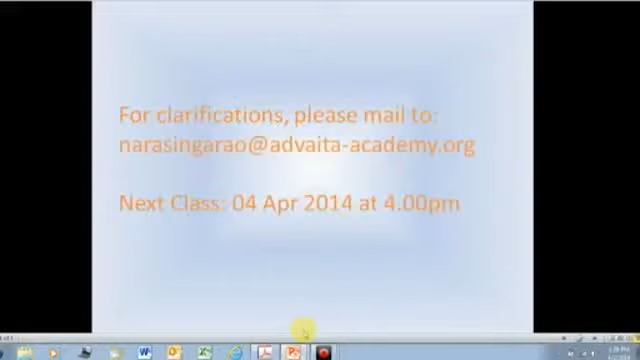 For clarifications, please mail to:
narasingarao@advaita-academy.org
Next Class: 04 Apr 2014 at 4.00pm